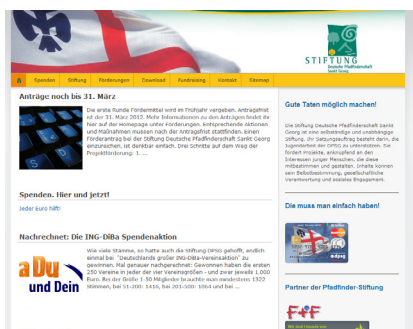 STIFTUNG
Deutsche Pfadfinderschaft
Sankt Georg
Spenden Stiftung Förderungen Download Fundraising Kontakt Sitemap
Anträge noch bis 31. März
Die erste Runde Fördermittel wird im Frühjahr vergeben. Antragsfrist
ist der 31. März 2012. Mehr Informationen zu den Anträgen findet ihr
hier auf der Homepage unter Förderungen. Entsprechende Aktionen
und Maßnahmen müssen nach der Antragsfrist stattfinden. Einen
Förderantrag bei der Stiftung Deutsche Pfadfinderschaft Sankt Georg
einzureichen, ist denkbar einfach. Drei Schritte auf dem Weg der
Projektförderung: 1. ...
Spenden. Hier und jetzt!
Jeder Euro hilft!
Nachrechnet: Die ING-DiBa Spendenaktion
aDu
und Dein
Wie viele Stämme, so hatte auch die Stiftung DPSG gehofft, endlich
einmal bei "Deutschlands großer ING-DiBa-Vereinsaktion" zu
gewinnen. Mal genauer nachgerechnet: Gewonnen haben die ersten
250 Vereine in jeder der vier Vereinsgrößen - und zwar jeweils 1.000
Euro. Bei der Größe 1-50 Mitglieder brauchte man mindestens 1322
Stimmen, bei 51-200: 1416, bei 201-500: 1064 und bei ...
Gute Taten möglich machen!
Die Stiftung Deutsche Pfadfinderschaft Sankt
Georg ist eine selbständige und unabhängige
Stiftung. Ihr Satzungsauftrag besteht darin, die
Jugendarbeit der DPSG zu unterstützen. Sie
fördert Projekte, anknüpfend an den
Interessen junger Menschen, die diese
mitbestimmen und gestalten. Inhalte können
sein Selbstbestimmung, gesellschaftliche
Verantwortung und soziales Engagement.
Die muss man einfach haben!
dpsg
Partner der Pfadfinder-Stiftung
F+F